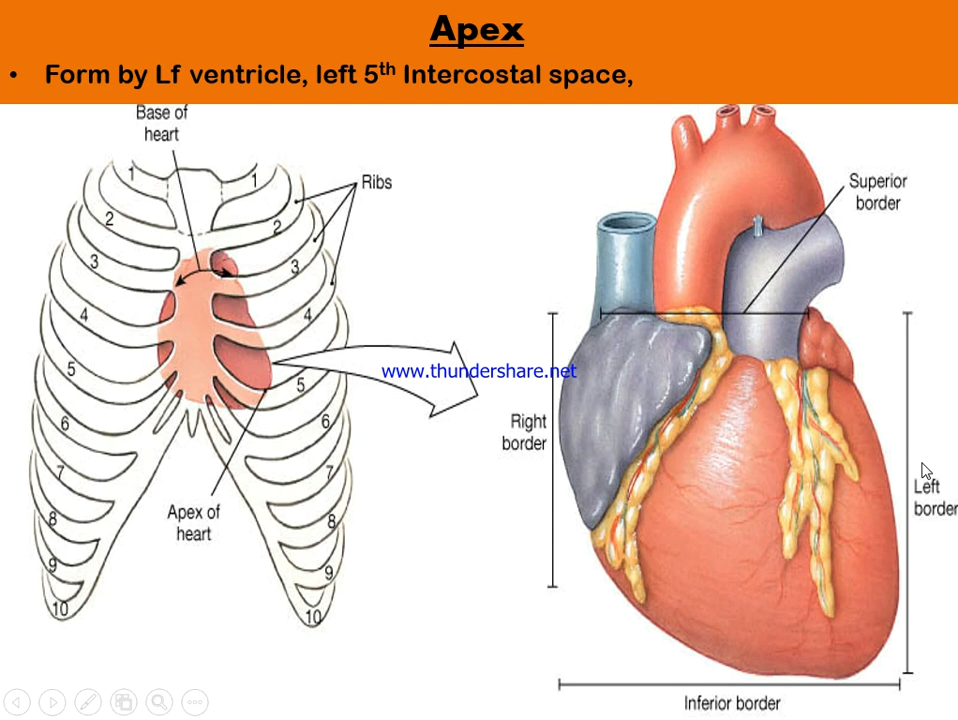 Apex
• Form by Lf ventricle, left 5th Intercostal space,
Base of
heart
Ribs
1
1
2
2
3
3
4
4
5
5
6
6
7
7
8
8
9
9
10
10
Apex of
heart
www.thundershare.net
Superior
border
Right
border
Left
border
Inferior border